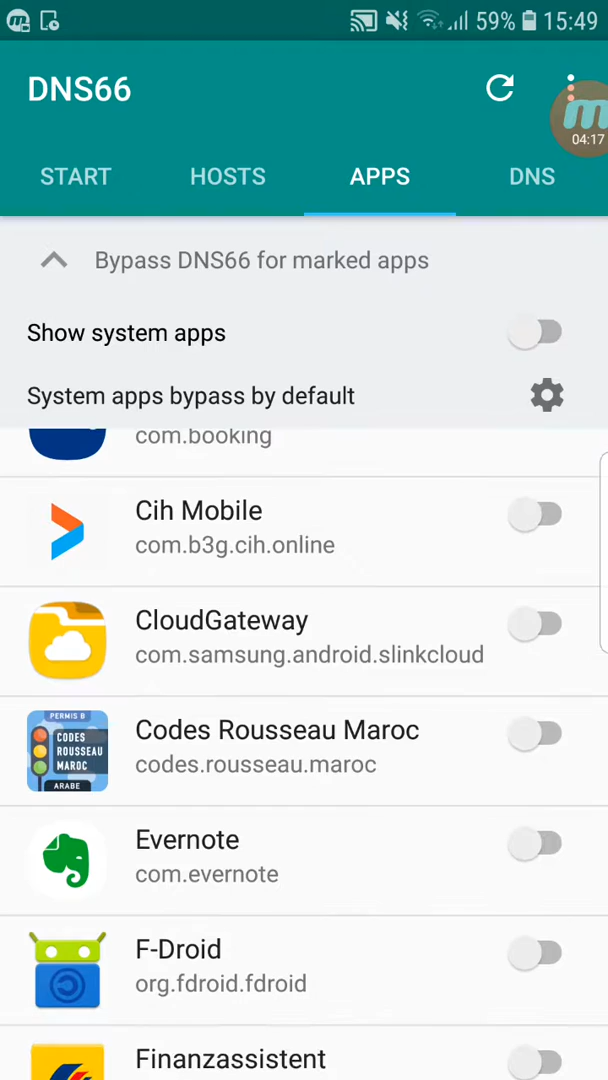 59% 15:49
DNS66
m
04:17
START HOSTS APPS DNS
Bypass DNS66 for marked apps
Show system apps
System apps bypass by default
com.booking
Cih Mobile
com.b3g.cih.online
CloudGateway
com.samsung.android.slinkcloud
PERMIS B
CODES
ROUSSEAU
MAROC
ARABE
Codes Rousseau Maroc
codes.rousseau.maroc
Evernote
com.evernote
F-Droid
org.fdroid.fdroid
Finanzassistent